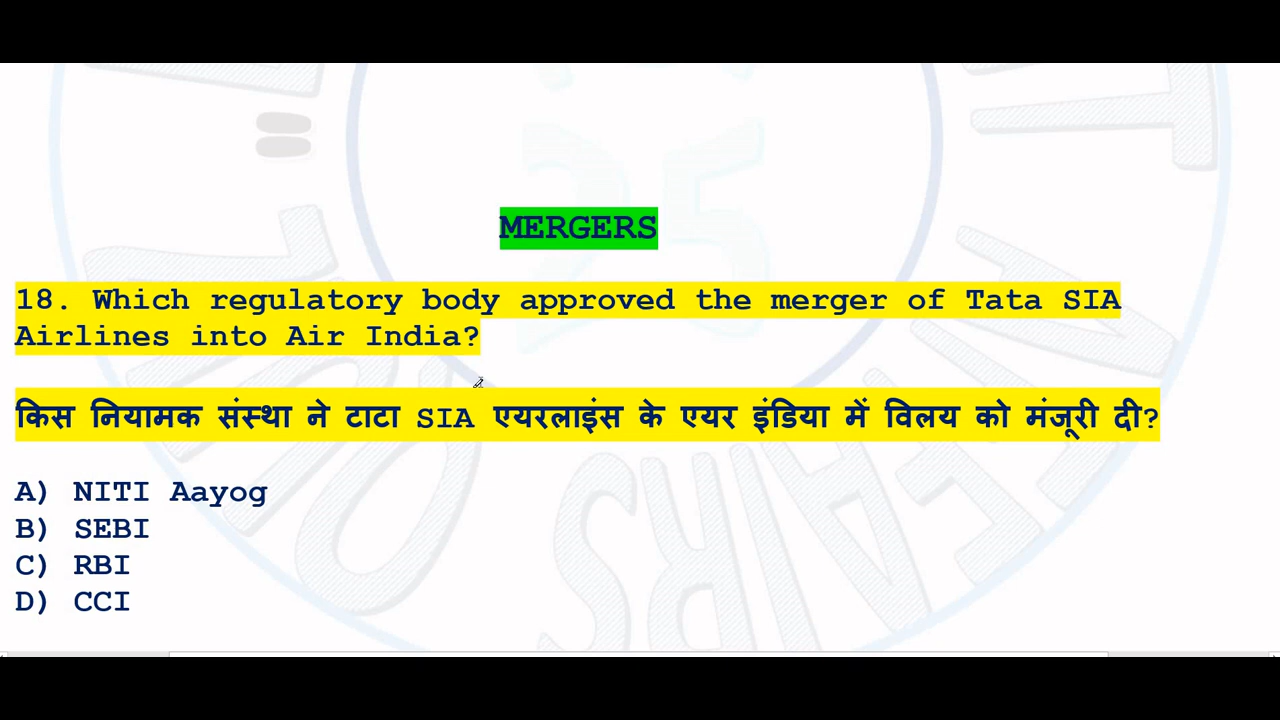 MERGERS
18. Which regulatory body approved the merger of Tata SIA
Airlines into Air India?
किस नियामक संस्था ने टाटा SIA एयरलाइंस के एयर इंडिया में विलय को मंजूरी दी?
A) NITI Aayog
B) SEBI
C) RBI
D) CCI